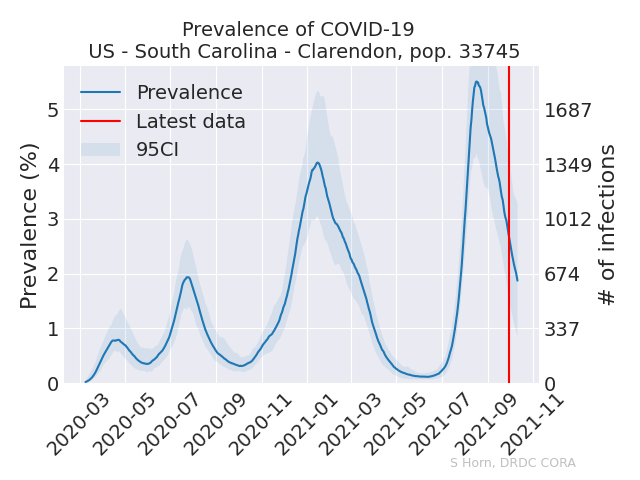 Prevalence of COVID-19
US - South Carolina - Clarendon, pop. 33745
Prevalence
Latest data
95CI
Prevalence (%)
5
4
3
2
1
0
1687
1349
1012
674
337
0
# of infections
2020-03
2020-05
2020-07
2020-09
2020-11
2021-01
2021-03
2021-05
2021-07
2021-09
2021-11
S Horn, DRDC CORA